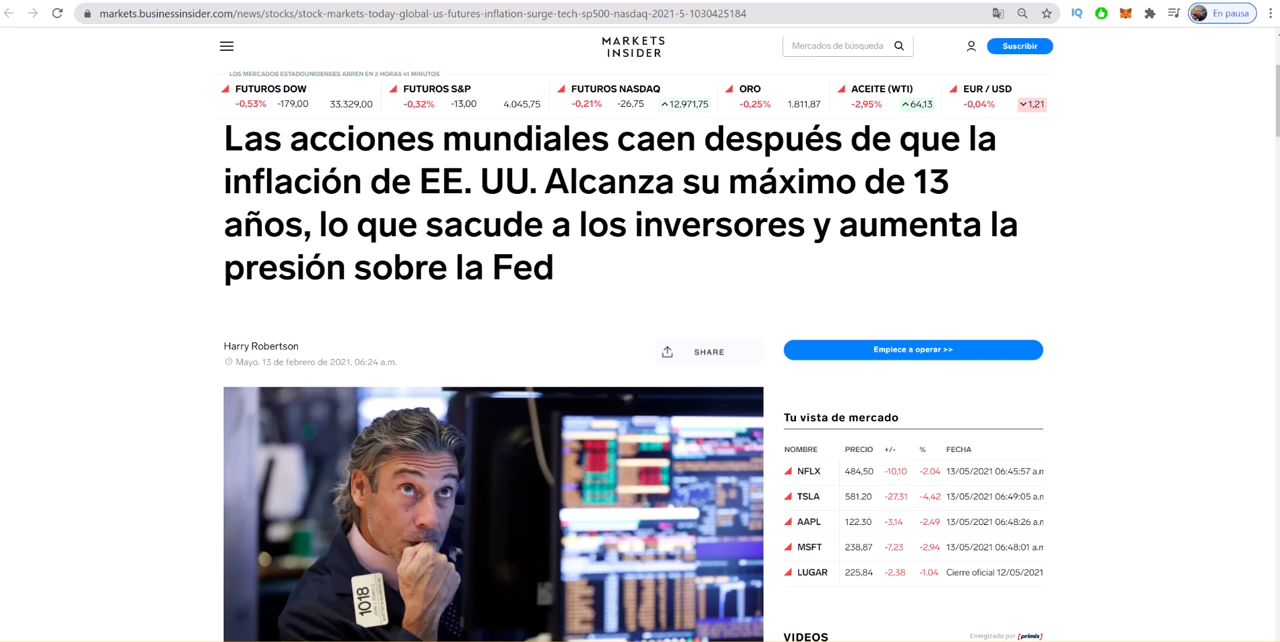 markets.businessinsider.com/news/stocks/stock-markets-today-global-us-futures-inflation-surge-tech-sp500-nasdaq-2021-5-1030425184
IQ
En pausa
MARKETS
INSIDER
Mercados de búsqueda
Suscribir
LOS MERCADOS ESTADOUNIDENSES ABREN EN 2 HORAS 41 MINUTOS
FUTUROS DOW
-0,53% -179,00 33.329,00
FUTUROS S&P
-0,32% -13,00 4.045,75
FUTUROS NASDAQ
-0,21% -26,75 12.971,75
ORO
-0,25% 1.811,87
ACEITE (WTI)
-2,95% 64,13
EUR / USD
-0,04% 1,21
Las acciones mundiales caen después de que la
inflación de EE. UU. Alcanza su máximo de 13
años, lo que sacude a los inversores y aumenta la
presión sobre la Fed
Harry Robertson
Mayo. 13 de febrero de 2021, 06:24 a.m.
SHARE
Empiece a operar >>
1018
Tu vista de mercado
NOMBRE PRECIO +/- % FECHA
NFLX 484,50 -10,10 -2.04 13/05/2021 06:45:57 a.m
TSLA 581.20 -27,31 -4,42 13/05/2021 06:49:05 a.m
AAPL 122.30 -3,14 -2,49 13/05/2021 06:48:26 a.m
MSFT 238,87 -7,23 -2,94 13/05/2021 06:48:01 a.m
LUGAR 225,84 -2,38 -1.04 Cierre oficial 12/05/2021
VIDEOS
Energizado por [primis]